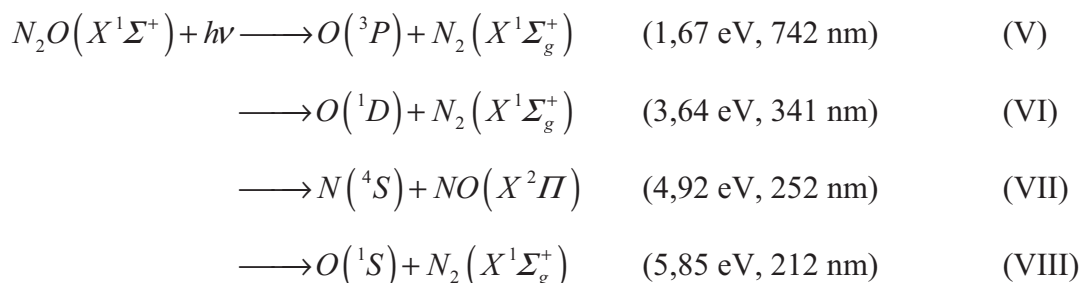 N₂O(X¹Σ⁺) + hν ⟶ O(³P) + N₂(X¹Σg⁺) (1,67 eV, 742 nm) (V)
⟶ O(¹D) + N₂(X¹Σg⁺) (3,64 eV, 341 nm) (VI)
⟶ N(⁴S) + NO(X²Π) (4,92 eV, 252 nm) (VII)
⟶ O(¹S) + N₂(X¹Σg⁺) (5,85 eV, 212 nm) (VIII)